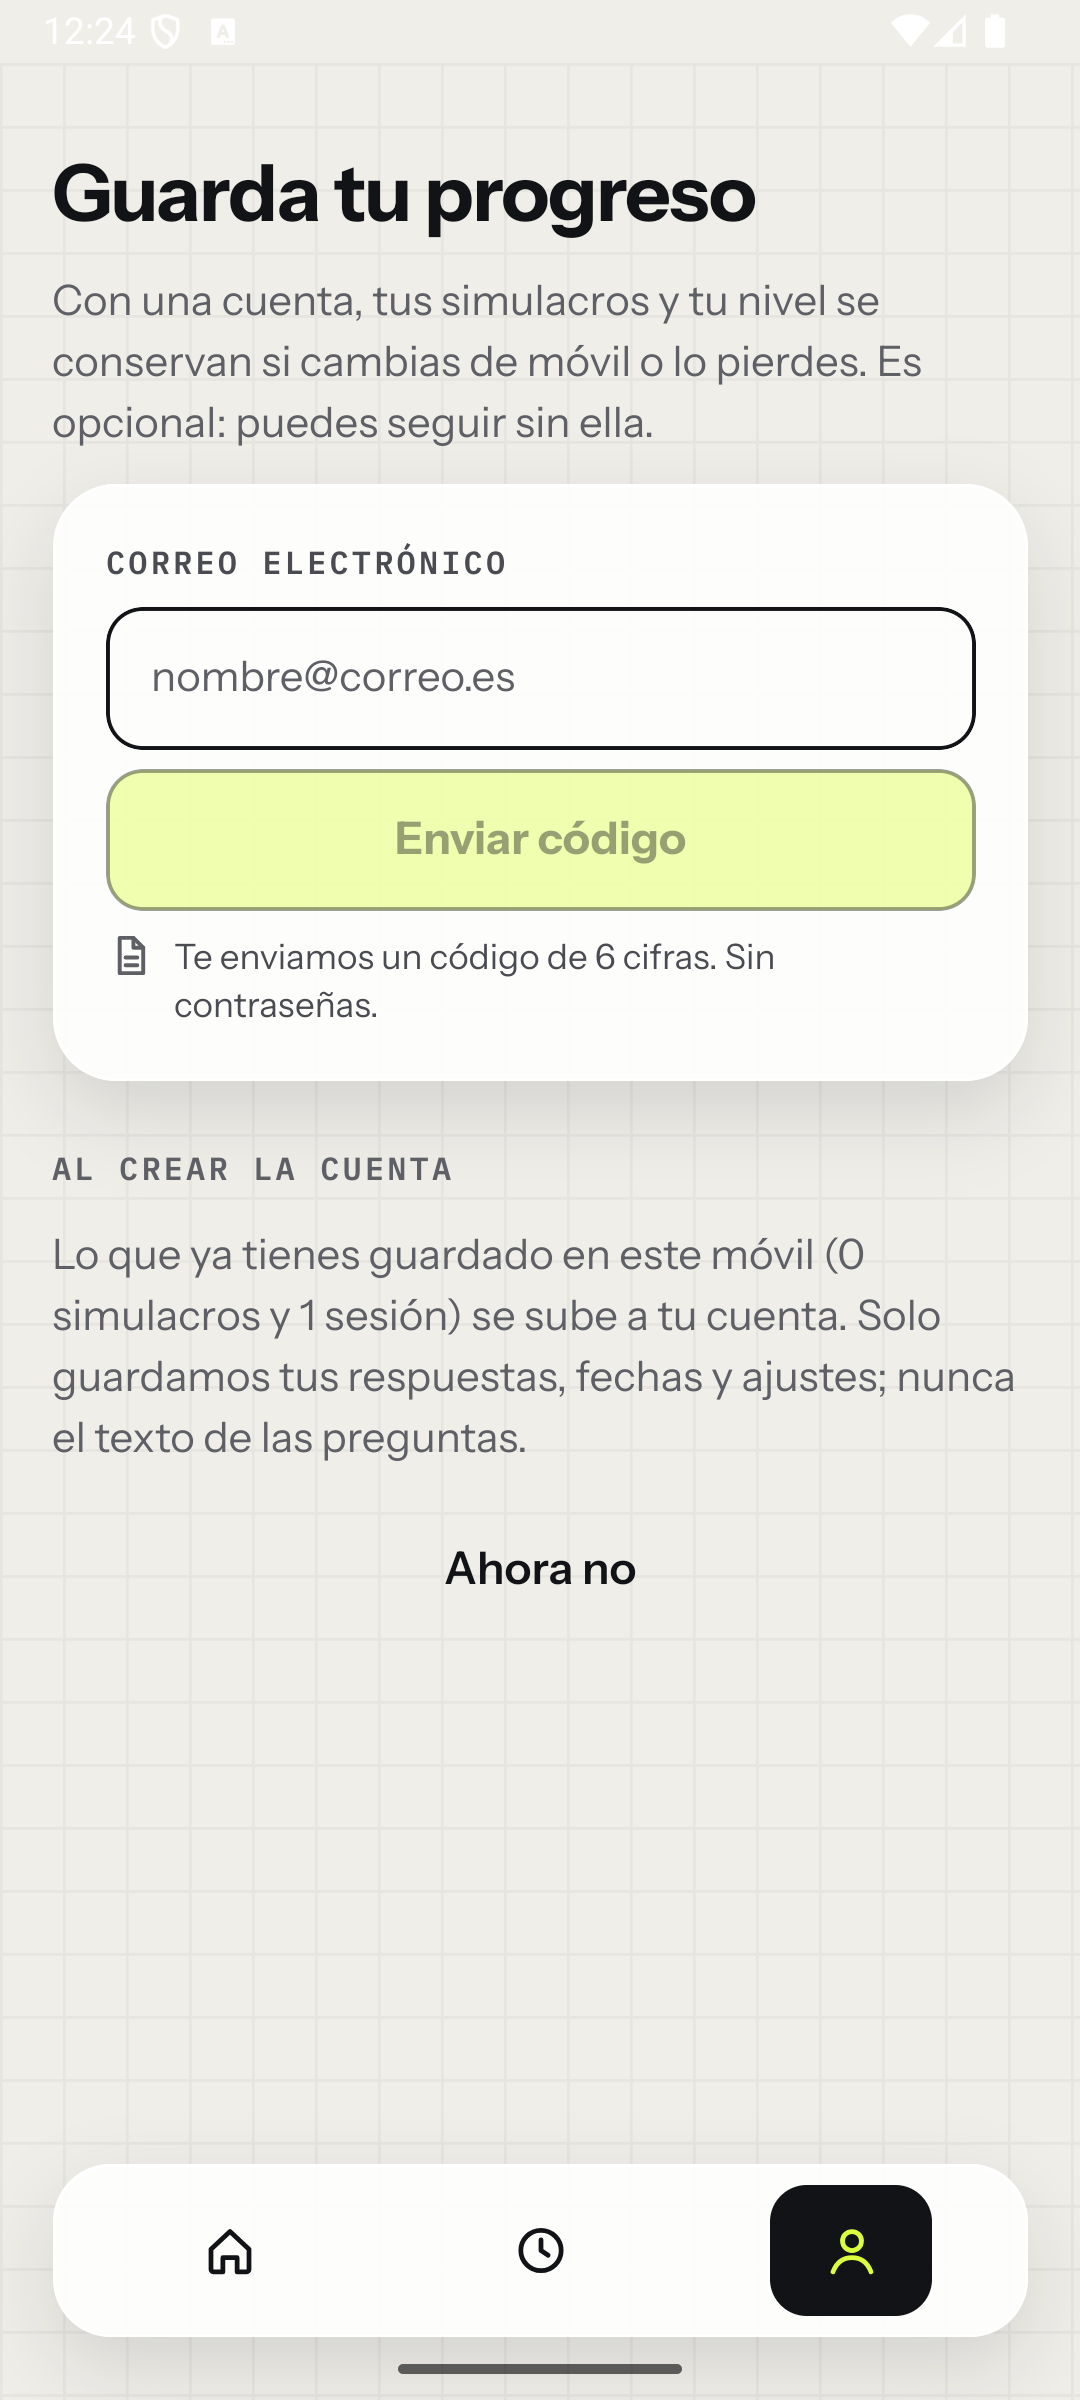 12:24
Guarda tu progreso
Con una cuenta, tus simulacros y tu nivel se
conservan si cambias de móvil o lo pierdes. Es
opcional: puedes seguir sin ella.
CORREO ELECTRÓNICO
nombre@correo.es
Enviar código
Te enviamos un código de 6 cifras. Sin
contraseñas.
AL CREAR LA CUENTA
Lo que ya tienes guardado en este móvil (0
simulacros y 1 sesión) se sube a tu cuenta. Solo
guardamos tus respuestas, fechas y ajustes; nunca
el texto de las preguntas.
Ahora no